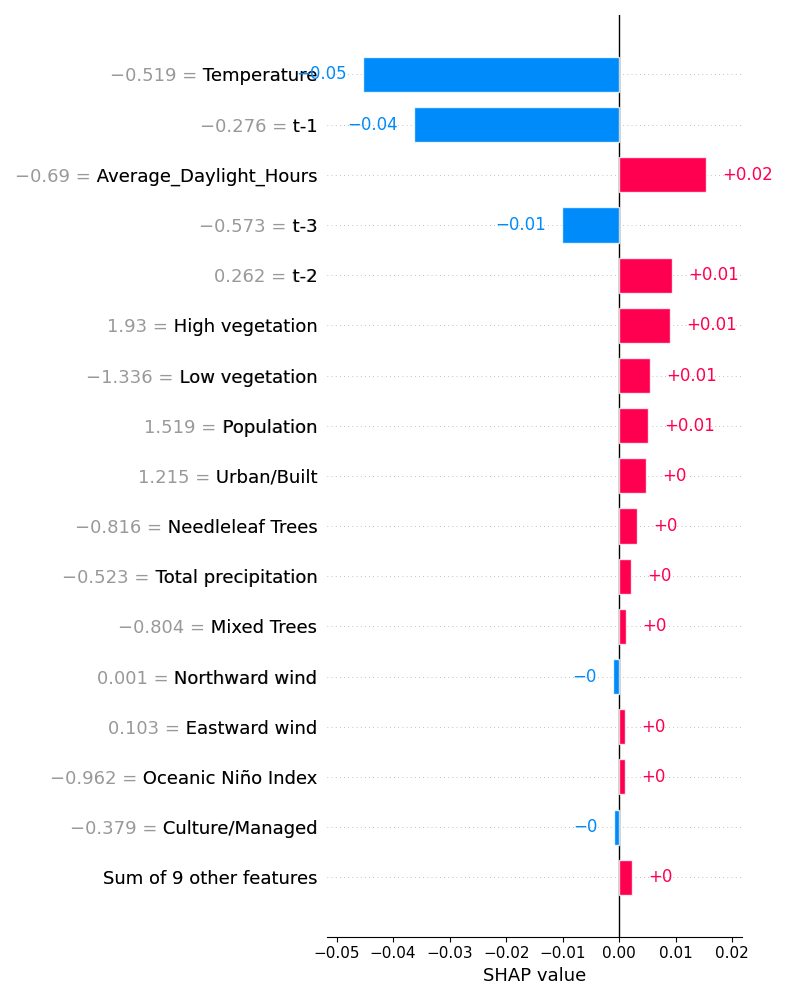 −0.519 = Temperature −0.05
−0.276 = t-1 −0.04
−0.69 = Average_Daylight_Hours +0.02
−0.573 = t-3 −0.01
0.262 = t-2 +0.01
1.93 = High vegetation +0.01
−1.336 = Low vegetation +0.01
1.519 = Population +0.01
1.215 = Urban/Built +0
−0.816 = Needleleaf Trees +0
−0.523 = Total precipitation +0
−0.804 = Mixed Trees +0
0.001 = Northward wind −0
0.103 = Eastward wind +0
−0.962 = Oceanic Niño Index +0
−0.379 = Culture/Managed −0
Sum of 9 other features +0
−0.05 −0.04 −0.03 −0.02 −0.01 0.00 0.01 0.02
SHAP value